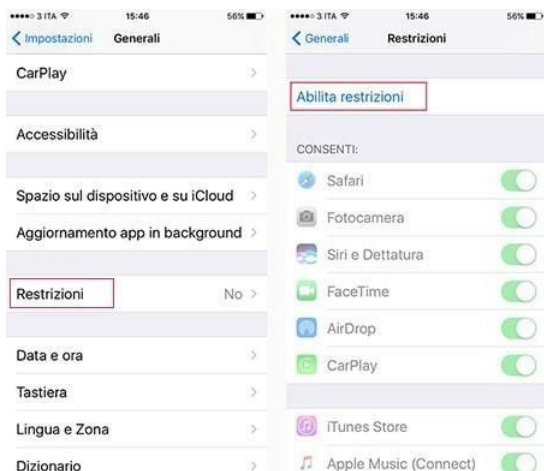 3 ITA 15:46 56%
Impostazioni Generali
CarPlay
Accessibilità
Spazio sul dispositivo e su iCloud
Aggiornamento app in background
Restrizioni No
Data e ora
Tastiera
Lingua e Zona
Dizionario
3 ITA 15:46 56%
Generali Restrizioni
Abilita restrizioni
CONSENTI:
Safari
Fotocamera
Siri e Dettatura
FaceTime
AirDrop
CarPlay
iTunes Store
Apple Music (Connect)